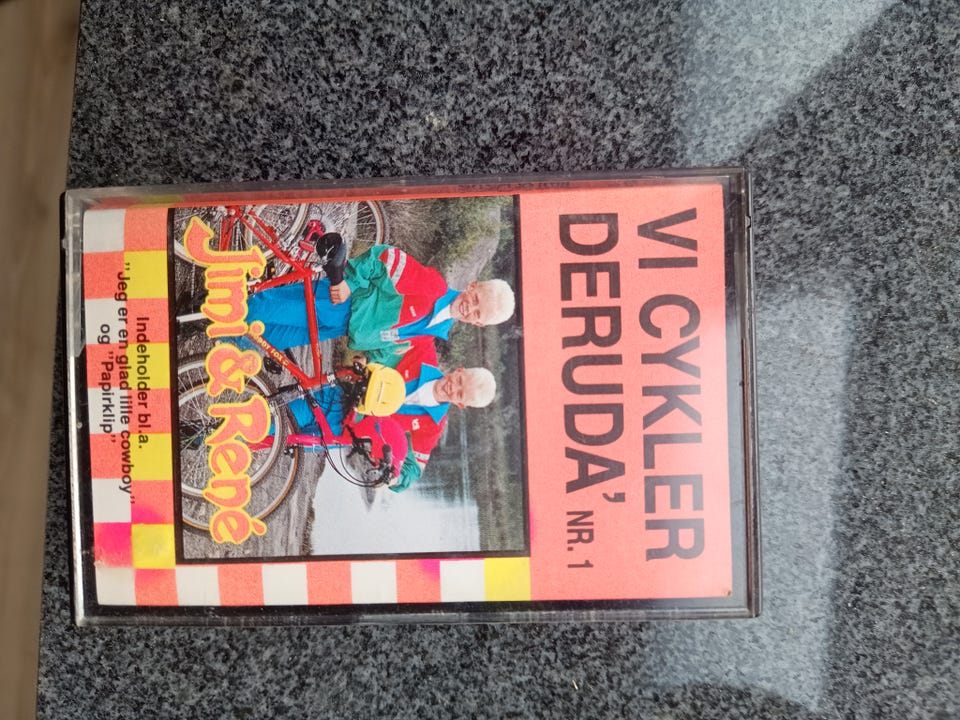 VI CYKLER
DERUDA' NR. 1
Jimi & René
Indeholder bl.a.
"Jeg er en glad lille cowboy"
og "Papirklip"